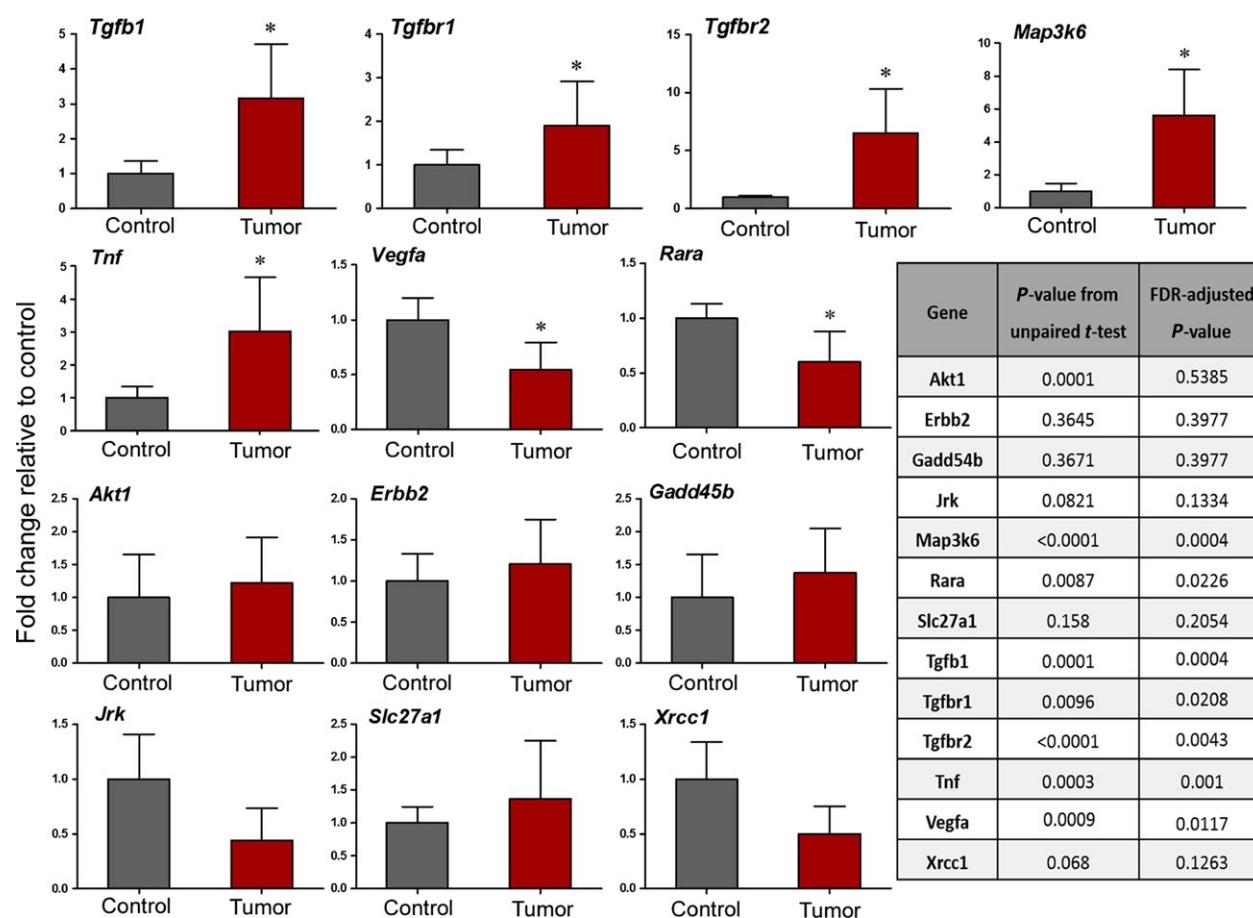 Fold change relative to control
Tgfb1
*
5
4
3
2
1
0
Control Tumor
Tgfbr1
*
4
3
2
1
0
Control Tumor
Tgfbr2
*
15
10
5
0
Control Tumor
Map3k6
*
10
8
6
4
2
0
Control Tumor
Tnf
*
5
4
3
2
1
0
Control Tumor
Vegfa
*
1.5
1.0
0.5
0.0
Control Tumor
Rara
*
1.5
1.0
0.5
0.0
Control Tumor
Akt1
2.5
2.0
1.5
1.0
0.5
0.0
Control Tumor
Erbb2
2.0
1.5
1.0
0.5
0.0
Control Tumor
Gadd45b
2.5
2.0
1.5
1.0
0.5
0.0
Control Tumor
Jrk
1.5
1.0
0.5
0.0
Control Tumor
Slc27a1
2.5
2.0
1.5
1.0
0.5
0.0
Control Tumor
Xrcc1
1.5
1.0
0.5
0.0
Control Tumor
Gene P-value from unpaired t-test FDR-adjusted P-value
Akt1 0.0001 0.5385
Erbb2 0.3645 0.3977
Gadd54b 0.3671 0.3977
Jrk 0.0821 0.1334
Map3k6 <0.0001 0.0004
Rara 0.0087 0.0226
Slc27a1 0.158 0.2054
Tgfb1 0.0001 0.0004
Tgfbr1 0.0096 0.0208
Tgfbr2 <0.0001 0.0043
Tnf 0.0003 0.001
Vegfa 0.0009 0.0117
Xrcc1 0.068 0.1263